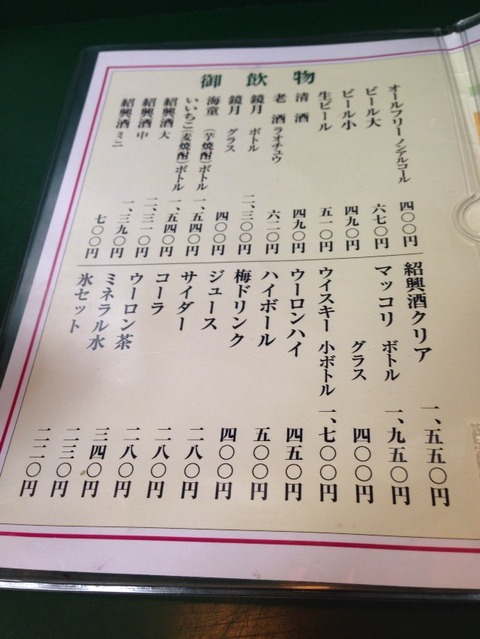 御飲物
オールフリー ノンアルコール 四〇〇円
ビール大 六七〇円
ビール小 四九〇円
生ビール 五一〇円
清酒 四九〇円
老酒 ラオチュウ 六二〇円
鏡月 ボトル 二、三〇〇円
鏡月 グラス 四〇〇円
海童(芋焼酎)ボトル 一、五四〇円
いいちこ(麦焼酎)ボトル 一、五四〇円
紹興酒 大 二、三一〇円
紹興酒 中 一、三九〇円
紹興酒 ミニ 七〇〇円
紹興酒クリア 一、五五〇円
マッコリ ボトル 一、九五〇円
グラス 四〇〇円
ウイスキー 小ボトル 一、七〇〇円
ウーロンハイ 四五〇円
ハイボール 五〇〇円
梅ドリンク 四〇〇円
ジュース 二八〇円
サイダー 二八〇円
コーラ 二八〇円
ウーロン茶 三四〇円
ミネラル水 二三〇円
氷セット 二二〇円